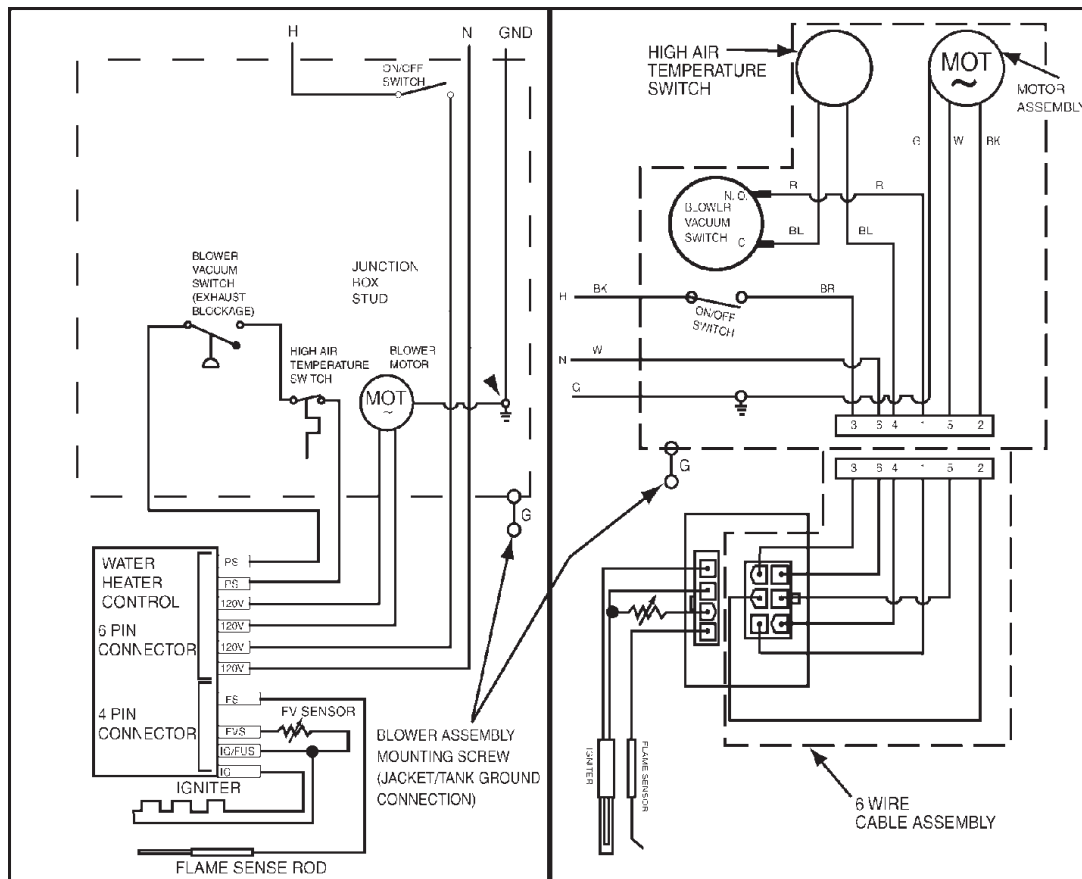 H
N
GND
ON/OFF
SWITCH
BLOWER
VACUUM
SWITCH
(EXHAUST
BLOCKAGE)
JUNCTION
BOX
STUD
HIGH AIR
TEMPERATURE
SWITCH
BLOWER
MOTOR
MOT
~
G
WATER
HEATER
CONTROL
6 PIN
CONNECTOR
4 PIN
CONNECTOR
PS
PS
120V
120V
120V
120V
FS
FVS
IG/FUS
IG
FV SENSOR
IGNITER
FLAME SENSE ROD
BLOWER ASSEMBLY
MOUNTING SCREW
(JACKET/TANK GROUND
CONNECTION)
HIGH AIR
TEMPERATURE
SWITCH
MOT
~
MOTOR
ASSEMBLY
G W BK
N. O.
R R
BLOWER
VACUUM
SWITCH
C
BL BL
H BK BR
ON/OFF
SWITCH
N W
G
3 6 4 1 5 2
3 6 4 1 5 2
G
IGNITER
FLAME SENSOR
6 WIRE
CABLE ASSEMBLY